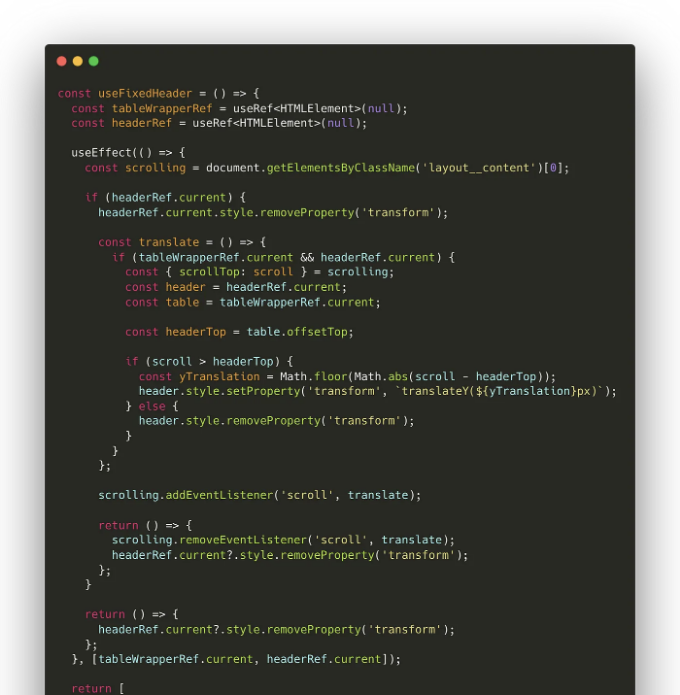 const useFixedHeader = () => {
const tableWrapperRef = useRef<HTMLElement>(null);
const headerRef = useRef<HTMLElement>(null);
useEffect(() => {
const scrolling = document.getElementsByClassName('layout__content')[0];
if (headerRef.current) {
headerRef.current.style.removeProperty('transform');
const translate = () => {
if (tableWrapperRef.current && headerRef.current) {
const { scrollTop: scroll } = scrolling;
const header = headerRef.current;
const table = tableWrapperRef.current;
const headerTop = table.offsetTop;
if (scroll > headerTop) {
const yTranslation = Math.floor(Math.abs(scroll - headerTop));
header.style.setProperty('transform', `translateY(${yTranslation}px)`);
} else {
header.style.removeProperty('transform');
}
}
};
scrolling.addEventListener('scroll', translate);
return () => {
scrolling.removeEventListener('scroll', translate);
headerRef.current?.style.removeProperty('transform');
};
}
return () => {
headerRef.current?.style.removeProperty('transform');
};
}, [tableWrapperRef.current, headerRef.current]);
return [